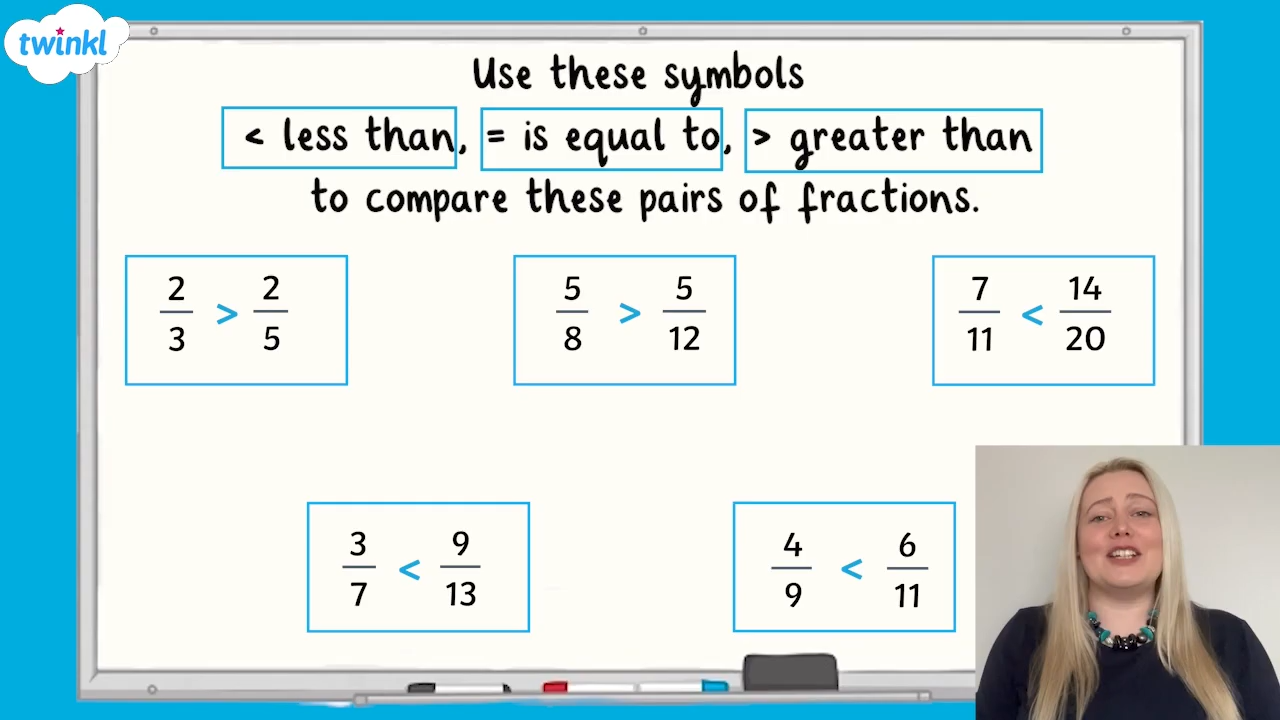 twinkl
Use these symbols
< less than, = is equal to, > greater than
to compare these pairs of fractions.
2/3 > 2/5
5/8 > 5/12
7/11 < 14/20
3/7 < 9/13
4/9 < 6/11